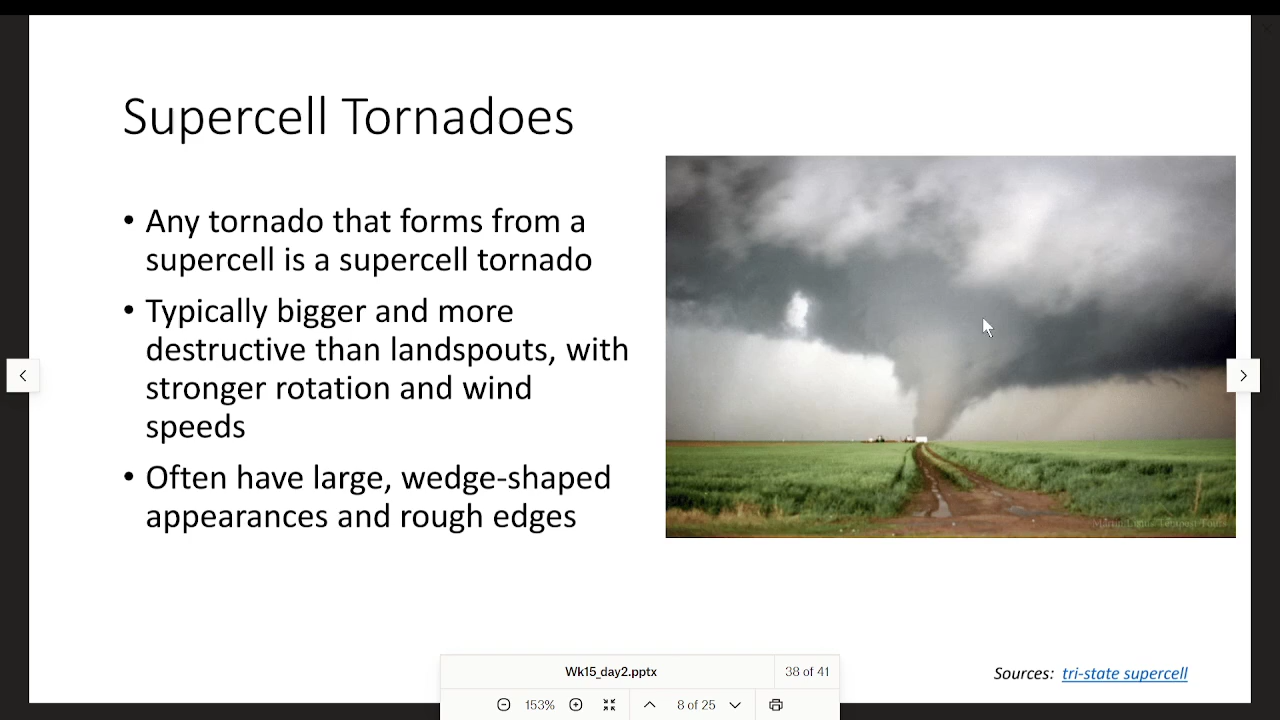 Supercell Tornadoes
• Any tornado that forms from a
supercell is a supercell tornado
• Typically bigger and more
destructive than landspouts, with
stronger rotation and wind
speeds
• Often have large, wedge-shaped
appearances and rough edges
Tempest Tours
Sources: tri-state supercell
Wk15_day2.pptx
38 of 41
153%
8 of 25